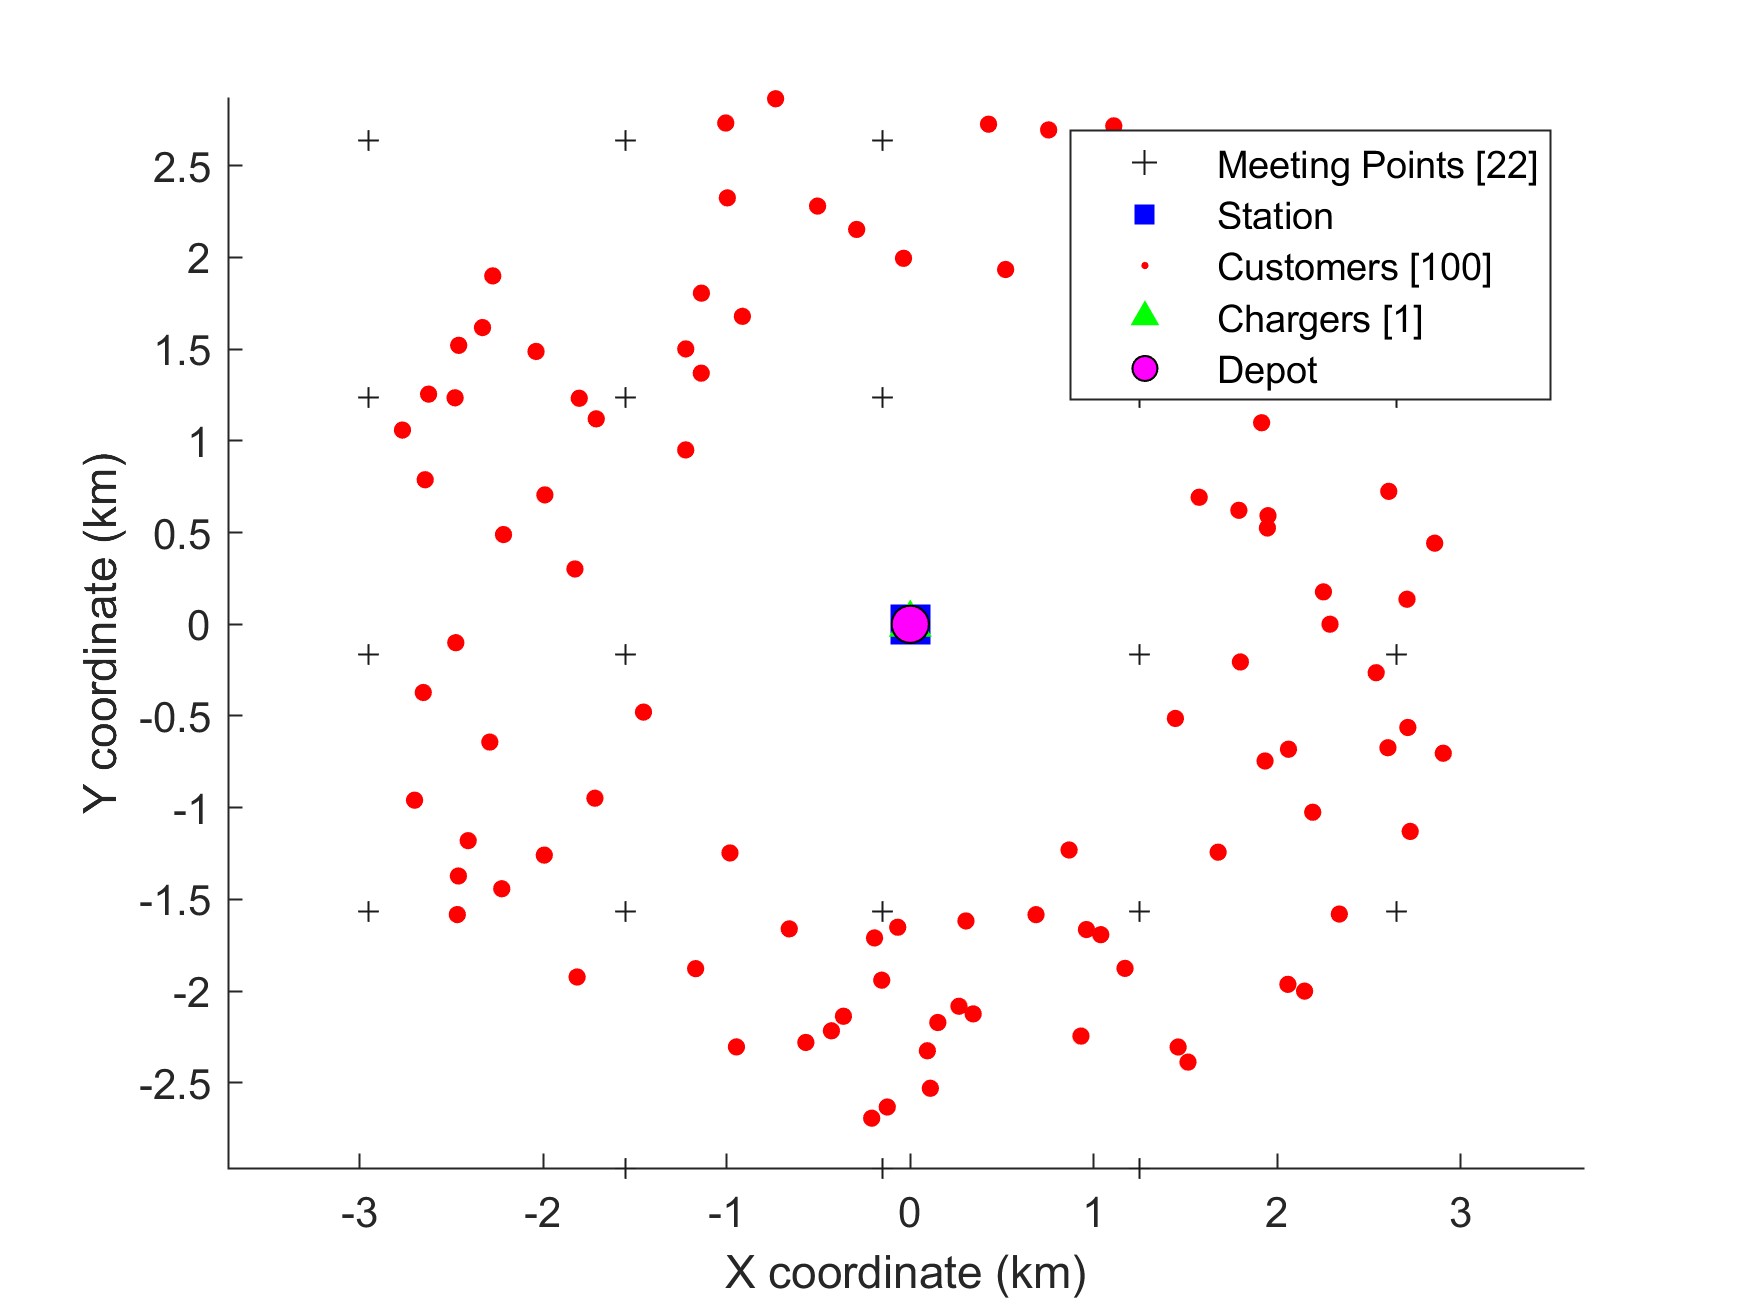 2.5
2
1.5
1
0.5
0
-0.5
-1
-1.5
-2
-2.5
Y coordinate (km)
-3 -2 -1 0 1 2 3
X coordinate (km)
Meeting Points [22]
Station
Customers [100]
Chargers [1]
Depot